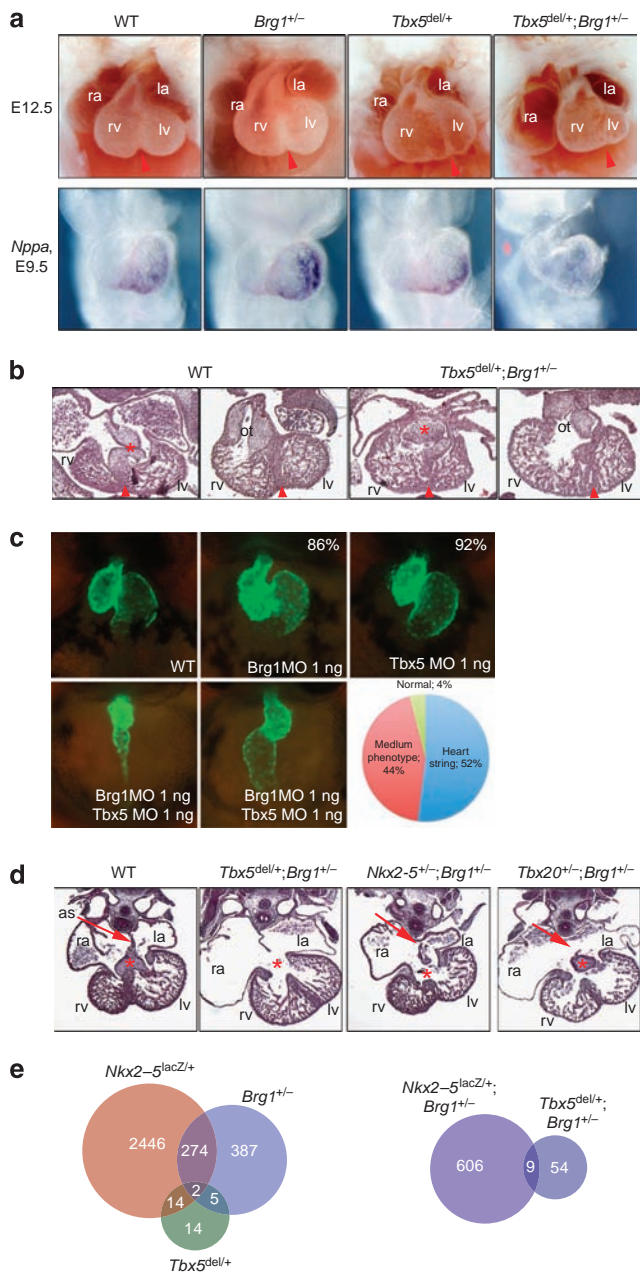 a
WT Brg1+/– Tbx5del/+ Tbx5del/+;Brg1+/–
E12.5
ra la rv lv
ra la rv lv
la rv lv
ra la rv lv
Nppa,
E9.5
b
WT Tbx5del/+;Brg1+/–
rv * lv
ot rv lv
* rv lv
ot rv lv
c
86% 92%
WT Brg1MO 1 ng Tbx5 MO 1 ng
Normal; 4%
Medium
phenotype;
44%
Heart
string; 52%
Brg1MO 1 ng
Tbx5 MO 1 ng
Brg1MO 1 ng
Tbx5 MO 1 ng
d
WT Tbx5del/+;Brg1+/– Nkx2-5+/–;Brg1+/– Tbx20+/–;Brg1+/–
as
ra la * rv lv
ra la * rv lv
ra la * rv lv
ra la * rv lv
e
Nkx2–5lacZ/+
Brg1+/–
2446 274 387
14 2 5
14
Tbx5del/+
Nkx2–5lacZ/+;
Brg1+/–
Tbx5del/+;
Brg1+/–
606 9 54